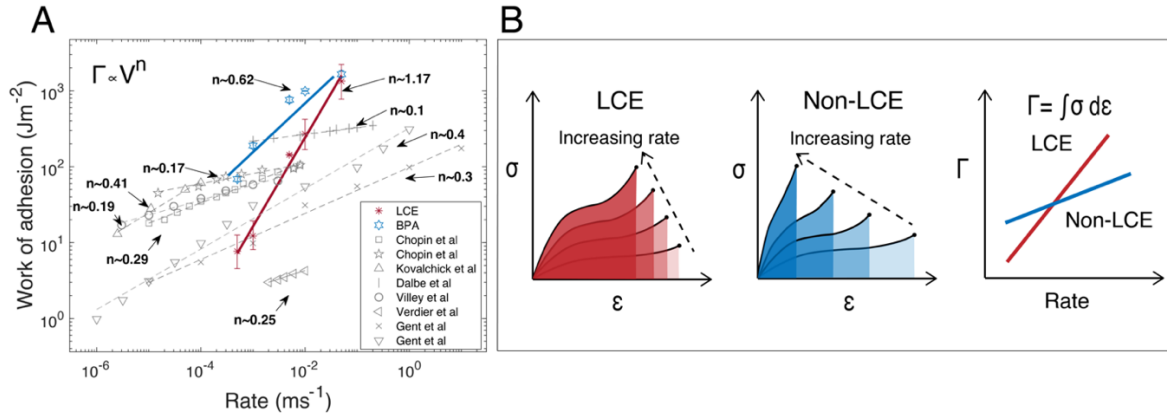 A
Γ∝Vⁿ
n~0.62
n~1.17
n~0.1
n~0.4
n~0.17
n~0.41
n~0.3
n~0.19
n~0.29
n~0.25
Work of adhesion (Jm⁻²)
10³
10²
10¹
10⁰
10⁻⁶
10⁻⁴
10⁻²
10⁰
Rate (ms⁻¹)
LCE
BPA
Chopin et al
Chopin et al
Kovalchick et al
Dalbe et al
Villey et al
Verdier et al
Gent et al
Gent et al
B
LCE
Increasing rate
σ
ε
Non-LCE
Increasing rate
σ
ε
Γ= ∫σ dε
LCE
Γ
Non-LCE
Rate